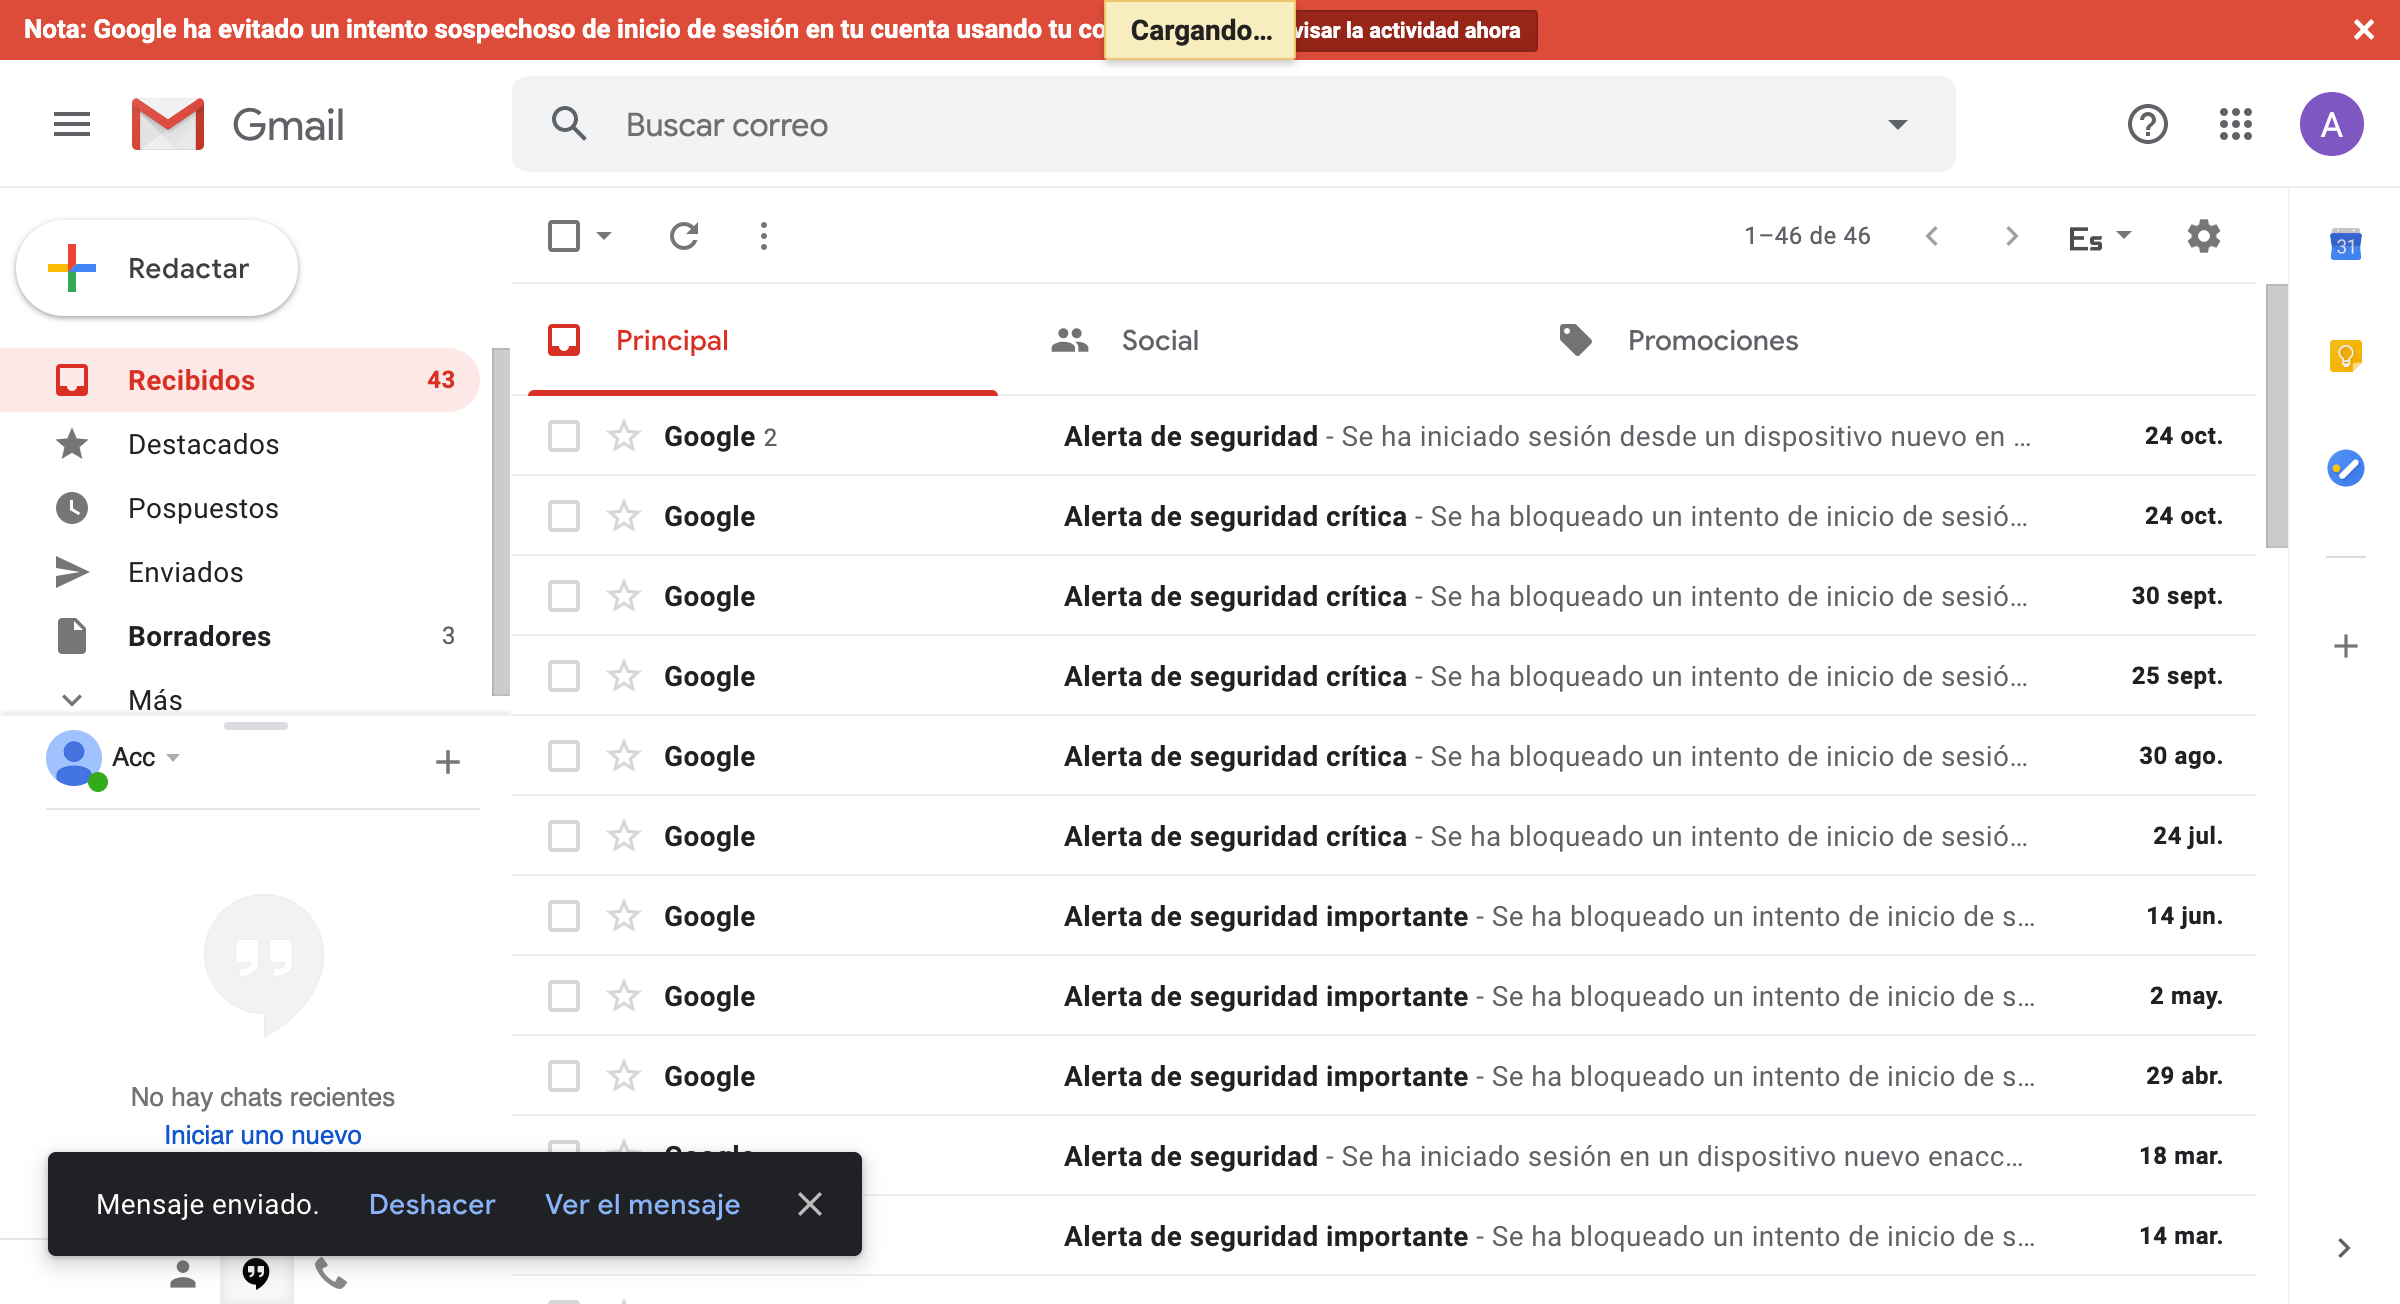 Nota: Google ha evitado un intento sospechoso de inicio de sesión en tu cuenta usando tu
Cargando...
la actividad ahora
Gmail
Buscar correo
A
Redactar
1–46 de 46
Es
31
Principal
Social
Promociones
Recibidos 43
Destacados
Pospuestos
Enviados
Borradores 3
Más
Acc
No hay chats recientes
Iniciar uno nuevo
Google 2 Alerta de seguridad - Se ha iniciado sesión desde un dispositivo nuevo en ... 24 oct.
Google Alerta de seguridad crítica - Se ha bloqueado un intento de inicio de sesió... 24 oct.
Google Alerta de seguridad crítica - Se ha bloqueado un intento de inicio de sesió... 30 sept.
Google Alerta de seguridad crítica - Se ha bloqueado un intento de inicio de sesió... 25 sept.
Google Alerta de seguridad crítica - Se ha bloqueado un intento de inicio de sesió... 30 ago.
Google Alerta de seguridad crítica - Se ha bloqueado un intento de inicio de sesió... 24 jul.
Google Alerta de seguridad importante - Se ha bloqueado un intento de inicio de s... 14 jun.
Google Alerta de seguridad importante - Se ha bloqueado un intento de inicio de s... 2 may.
Google Alerta de seguridad importante - Se ha bloqueado un intento de inicio de s... 29 abr.
Alerta de seguridad - Se ha iniciado sesión en un dispositivo nuevo enacc... 18 mar.
Alerta de seguridad importante - Se ha bloqueado un intento de inicio de s... 14 mar.
Mensaje enviado. Deshacer Ver el mensaje